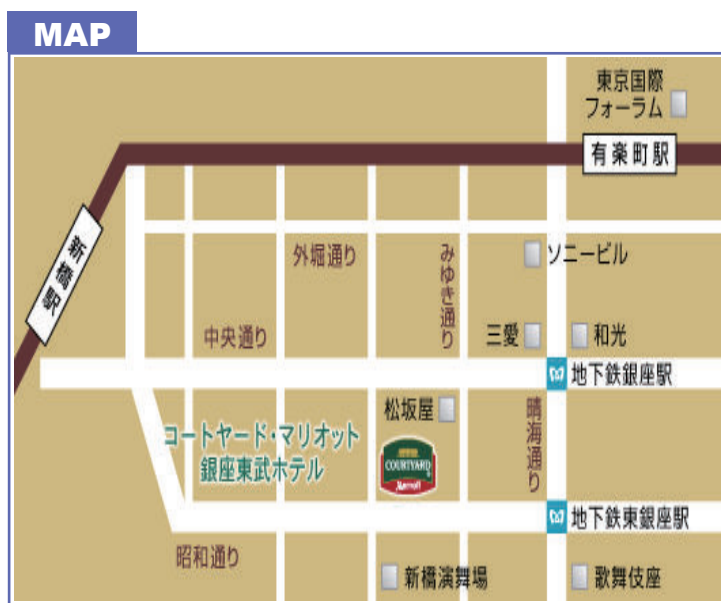 MAP
東京国際
フォーラム
有楽町駅
新橋駅
外堀通り
みゆき通り
ソニービル
中央通り
三愛
和光
地下鉄銀座駅
松坂屋
晴海通り
コートヤード・マリオット
銀座東武ホテル
COURTYARD
Marriott
地下鉄東銀座駅
昭和通り
新橋演舞場
歌舞伎座